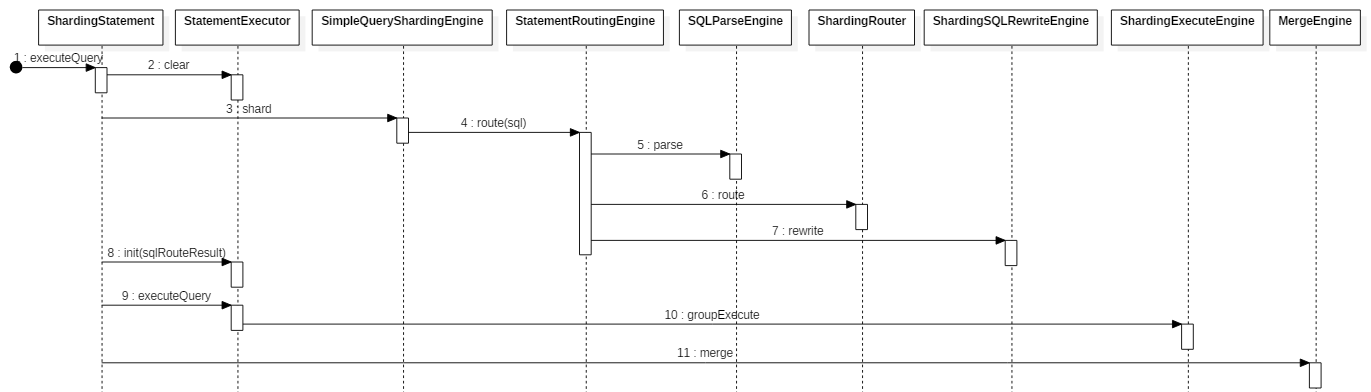 ShardingStatement
StatementExecutor
SimpleQueryShardingEngine
StatementRoutingEngine
SQLParseEngine
ShardingRouter
ShardingSQLRewriteEngine
ShardingExecuteEngine
MergeEngine
1 : executeQuery
2 : clear
3 : shard
4 : route(sql)
5 : parse
6 : route
7 : rewrite
8 : init(sqlRouteResult)
9 : executeQuery
10 : groupExecute
11 : merge